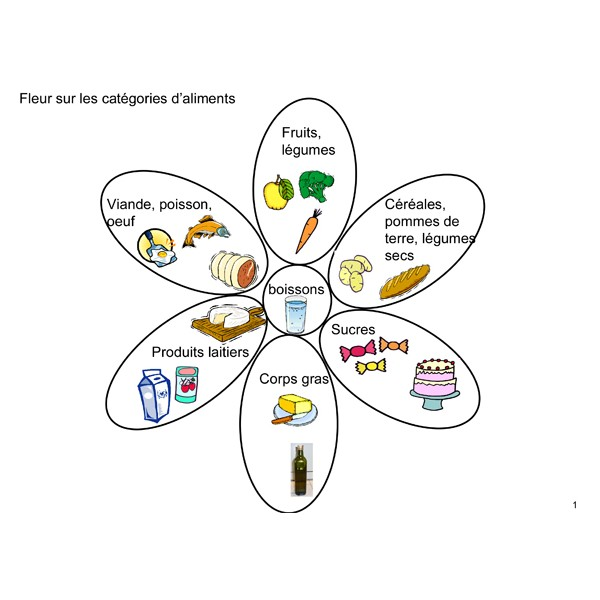 Fleur sur les catégories d’aliments
Fruits,
légumes
Viande, poisson,
oeuf
Céréales,
pommes de
terre, légumes
secs
boissons
Sucres
Produits laitiers
Corps gras
1